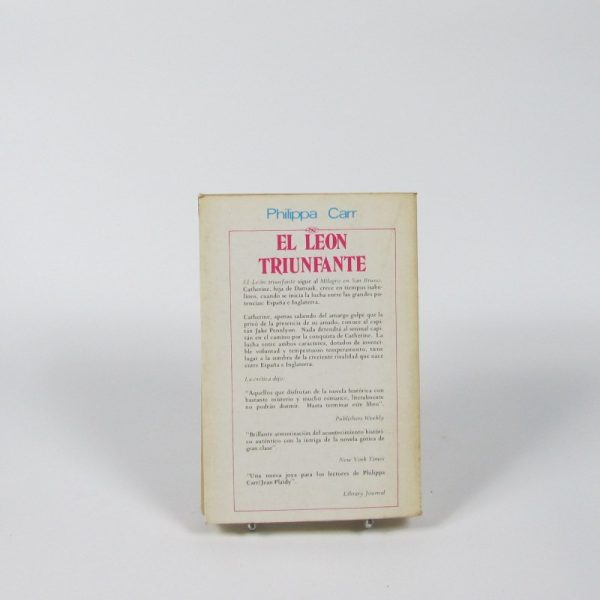 Philippa Carr
EL LEON
TRIUNFANTE
El León triunfante sigue al Milagro en San Bruno.
Catherine, hija de Damask, crece en tiempos isabe-
linos, cuando se inicia la lucha entre las grandes po-
tencias: España e Inglaterra.
Catherine, apenas saliendo del amargo golpe que la
privó de la presencia de su amado, conoce al capi-
tán Jake Pennlyon. Nada detendrá al sensual capi-
tán en el camino por la conquista de Catherine. La
lucha entre ambos caracteres, dotados de invenci-
ble voluntad y tempestuoso temperamento, tiene
lugar a la sombra de la creciente rivalidad que nace
entre España e Inglaterra.
La crítica dijo:
"Aquellos que disfrutan de la novela histórica con
bastante misterio y mucho romance, literalmente
no podrán dormir. Hasta terminar este libro".
Publishers Weekly
"Brillante armonización del acontecimiento históri-
co auténtico con la intriga de la novela gótica de
gran clase".
New York Times
"Una nueva joya para los lectores de Philippa
Carr/Jean Plaidy".
Library Journal